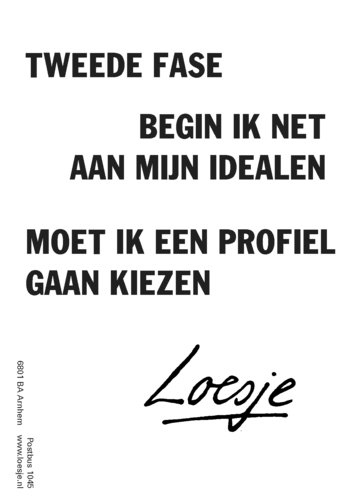 TWEEDE FASE
BEGIN IK NET
AAN MIJN IDEALEN
MOET IK EEN PROFIEL
GAAN KIEZEN
Loesje
Postbus 1045
6801 BA Arnhem www.loesje.nl